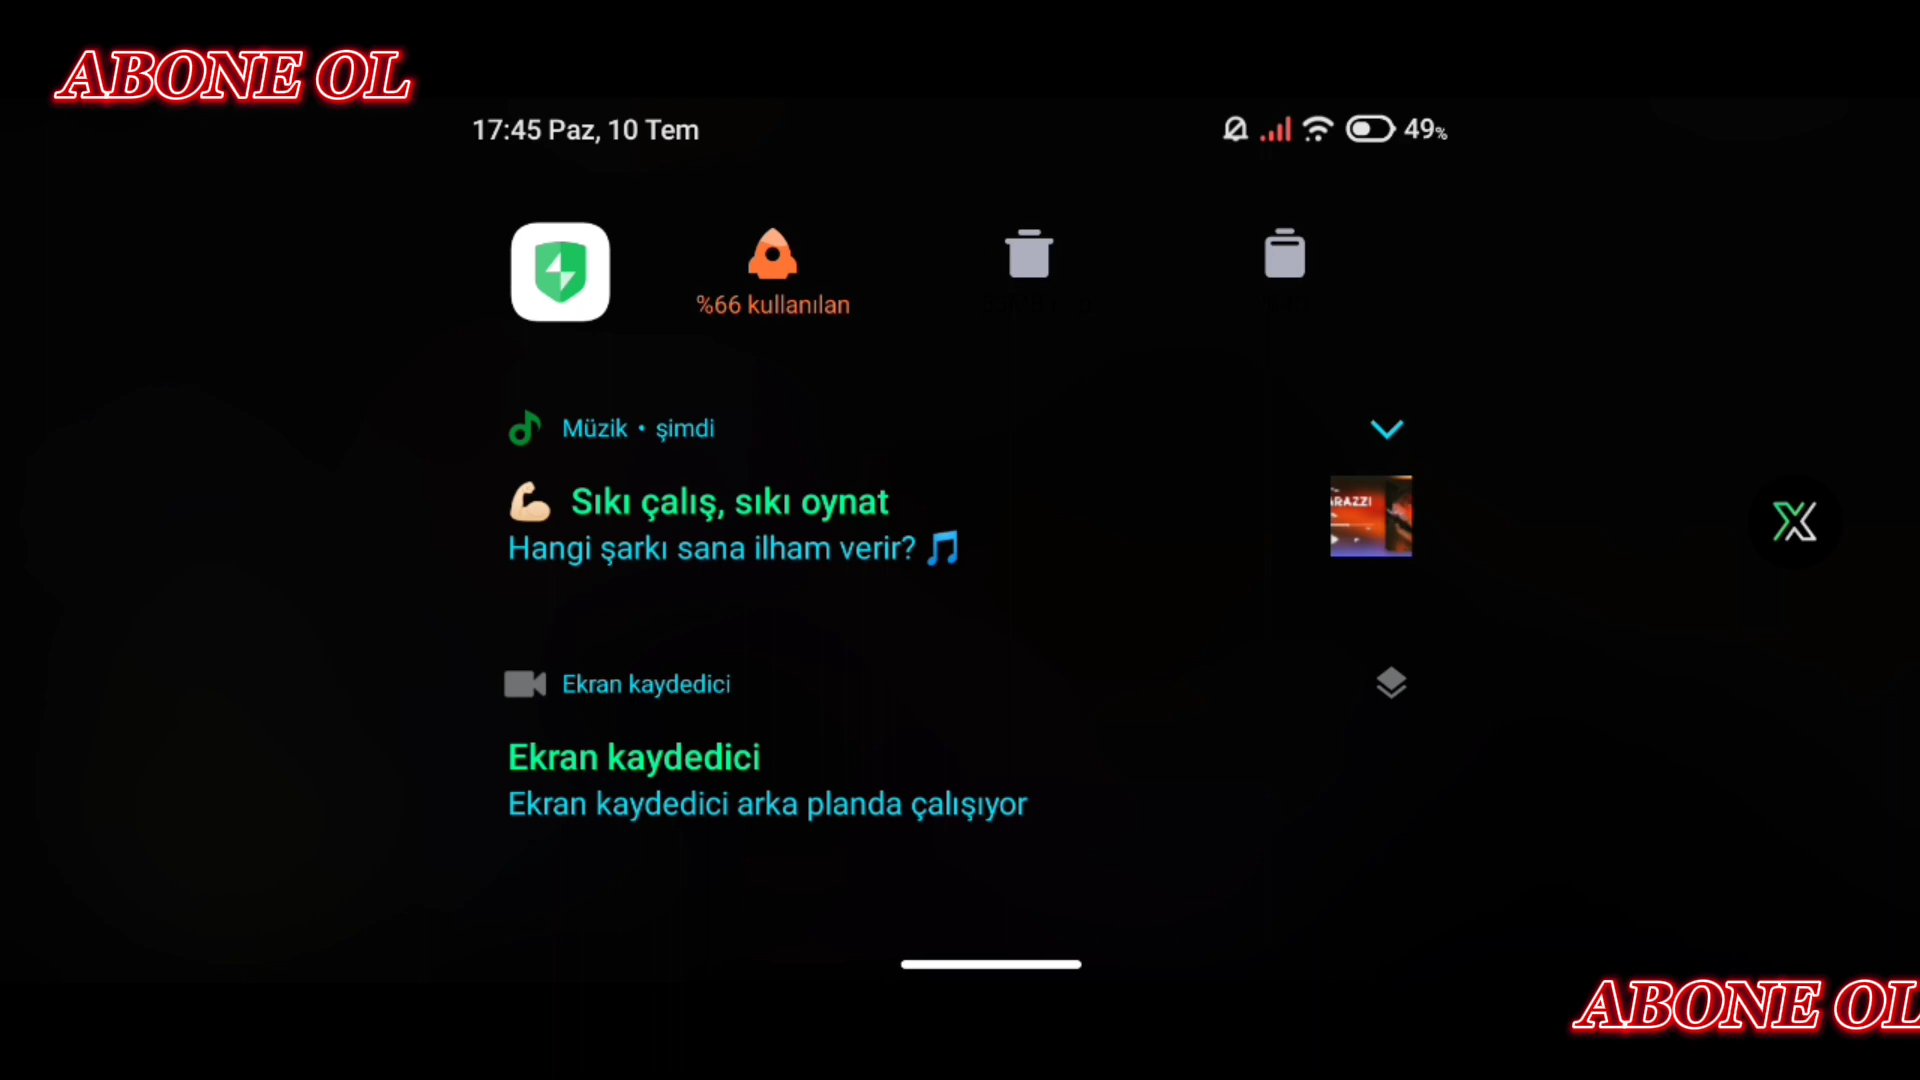 ABONE OL
17:45 Paz, 10 Tem
49%
%66 kullanılan
Müzik • şimdi
💪🏻 Sıkı çalış, sıkı oynat
Hangi şarkı sana ilham verir? 🎵
ARAZZI
Ekran kaydedici
Ekran kaydedici
Ekran kaydedici arka planda çalışıyor
ABONE OL